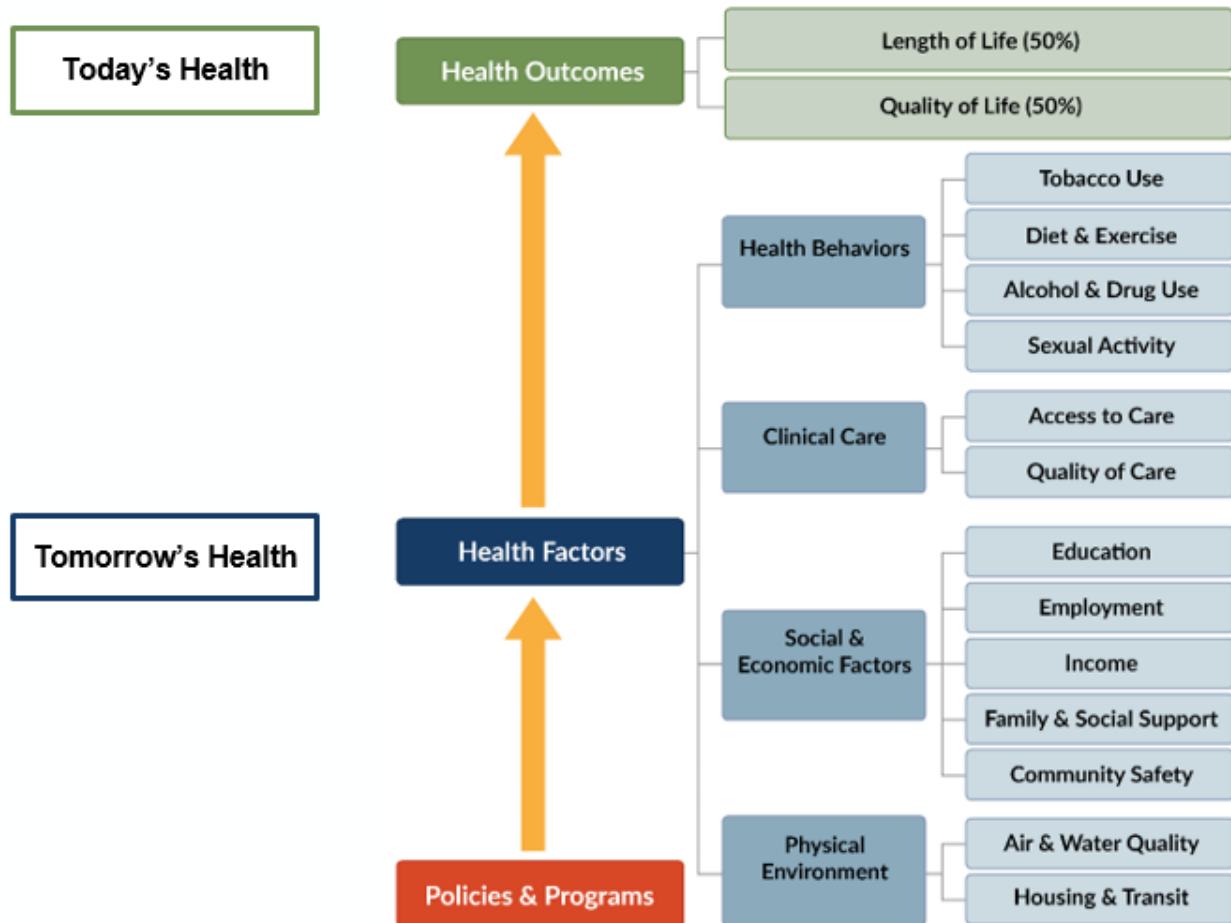 Today's Health
Health Outcomes
Length of Life (50%)
Quality of Life (50%)
Tobacco Use
Health Behaviors
Diet & Exercise
Alcohol & Drug Use
Sexual Activity
Clinical Care
Access to Care
Quality of Care
Tomorrow's Health
Health Factors
Education
Employment
Social &
Economic Factors
Income
Family & Social Support
Community Safety
Physical
Environment
Air & Water Quality
Housing & Transit
Policies & Programs